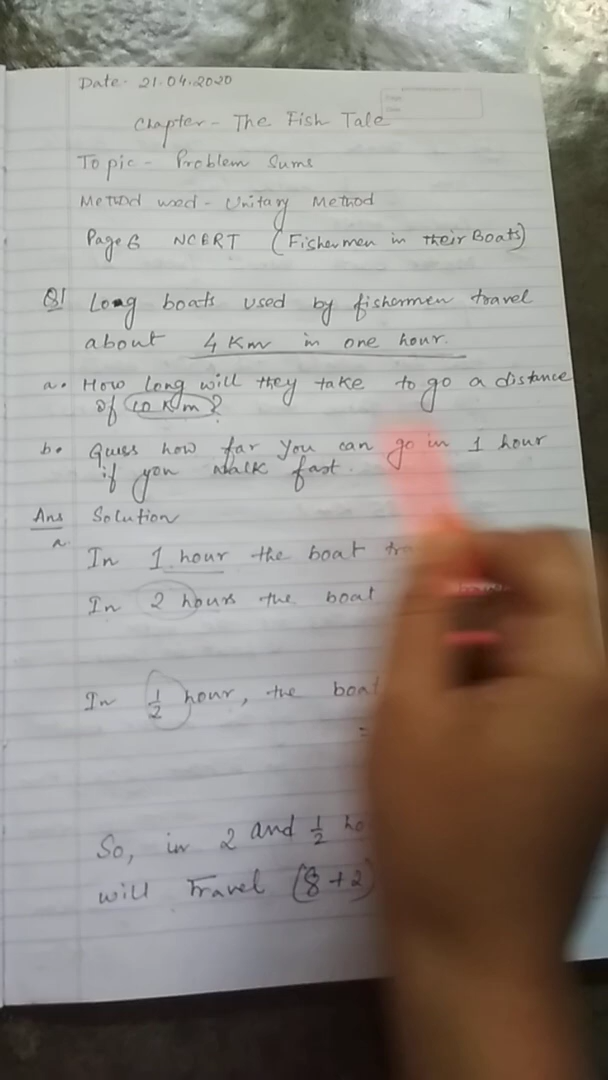 Date- 21.04.2020
Page
Date
Chapter- The Fish Tale
Topic- Problem Sums
Method used- Unitary Method
Page 6 NCERT (Fishermen in their Boats)
Q1 Long boats used by fishermen travel
about 4 Km in one hour.
a. How long will they take to go a distance
of 10 Km?
b. Guess how far you can go in 1 hour
if you walk fast.
Ans Solution
a.
In 1 hour the boat tra
In 2 hours the boat
In 1/2 hour, the boat
=
So, in 2 and 1/2 ho
will Travel (8+2)